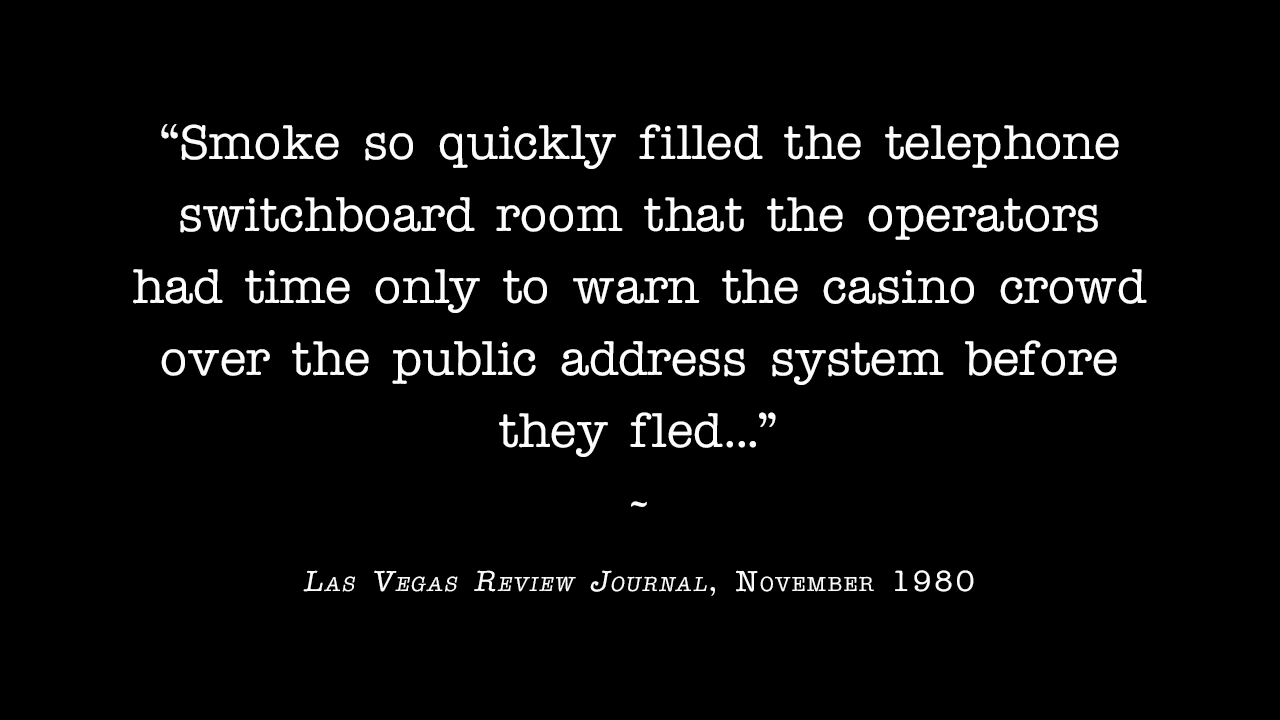 “Smoke so quickly filled the telephone
switchboard room that the operators
had time only to warn the casino crowd
over the public address system before
they fled...”
~
Las Vegas Review Journal, November 1980